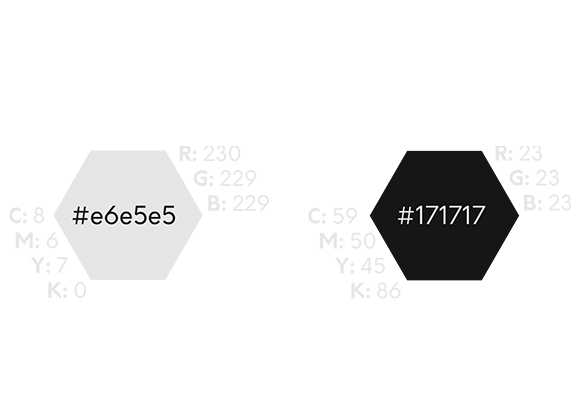 R: 230
G: 229
B: 229
#e6e5e5
C: 8
M: 6
Y: 7
K: 0
R: 23
G: 23
B: 23
#171717
C: 59
M: 50
Y: 45
K: 86